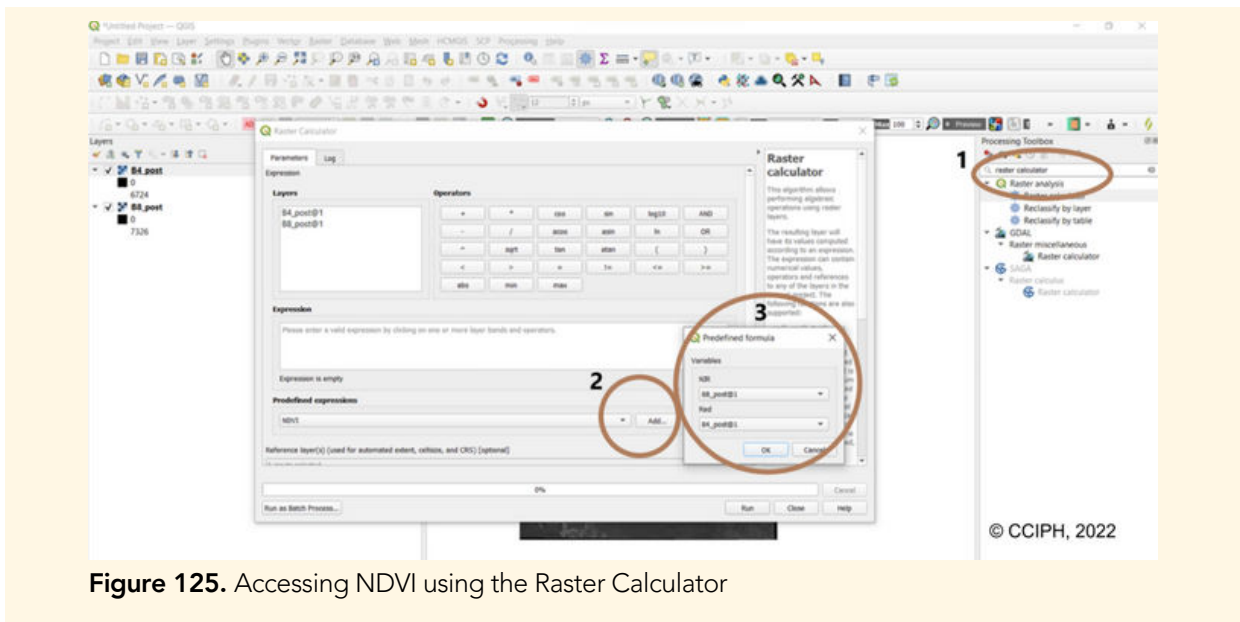 *Untitled Project — QGIS
Project Edit View Layer Settings Plugins Vector Raster Database Web Mesh HCMGIS SCP Processing Help
Layers
B4_post
0
6724
B8_post
0
7326
Raster Calculator
Parameters Log
Expression
Layers
B4_post@1
B8_post@1
Operators
+ * cos sin log10 AND
- / acos asin ln OR
^ sqrt tan atan ( )
< > = != <= >=
abs min max
Expression
Please enter a valid expression by clicking on one or more layer bands and operators.
Expression is empty
Predefined expressions
NDVI
Add...
Reference layer(s) (used for automated extent, cellsize, and CRS) [optional]
0%
Cancel
Run as Batch Process...
Run Close Help
Raster calculator
This algorithm allows
performing algebraic
operations using raster
layers.
The resulting layer will
have its values computed
according to an expression.
The expression can contain
numerical values,
operators and references
to any of the layers in the
2
3
Predefined formula
Variables
NIR
B8_post@1
Red
B4_post@1
OK Cancel
1
Processing Toolbox
raster calculator
Raster analysis
Raster calculator
Reclassify by layer
Reclassify by table
GDAL
Raster miscellaneous
Raster calculator
SAGA
Raster calculus
Raster calculator
© CCIPH, 2022
Figure 125. Accessing NDVI using the Raster Calculator